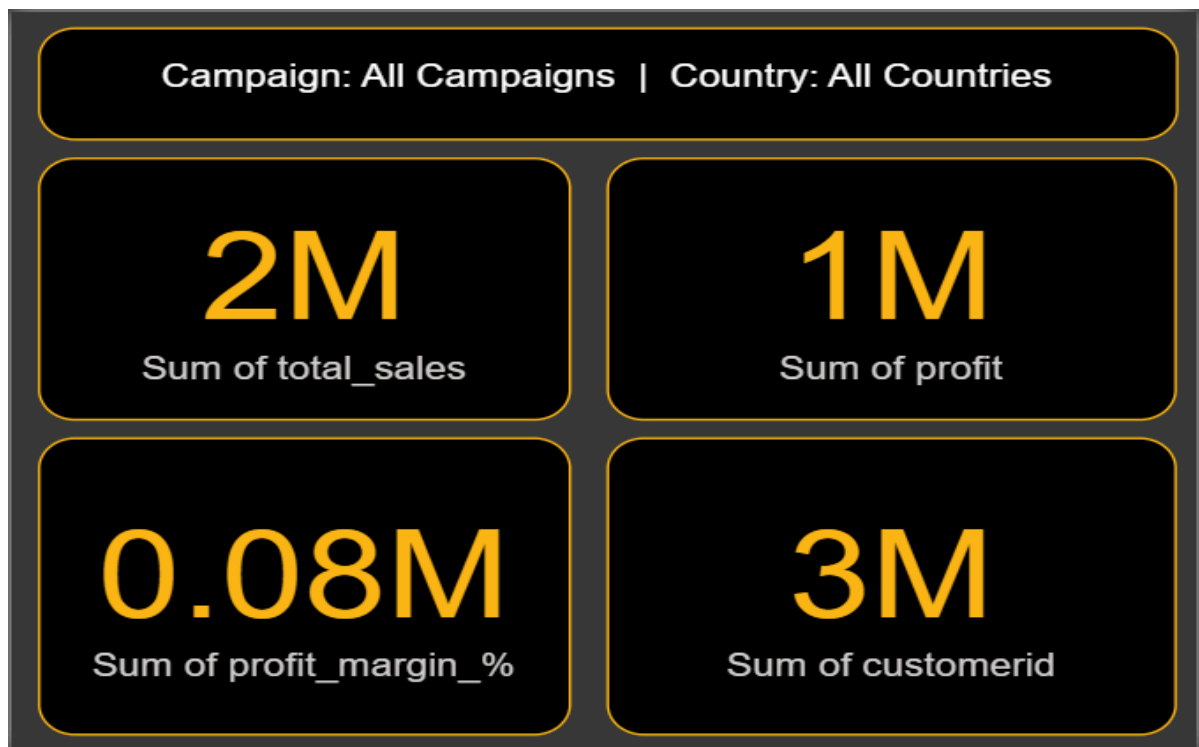 Campaign: All Campaigns | Country: All Countries
2M
Sum of total_sales
1M
Sum of profit
0.08M
Sum of profit_margin_%
3M
Sum of customerid